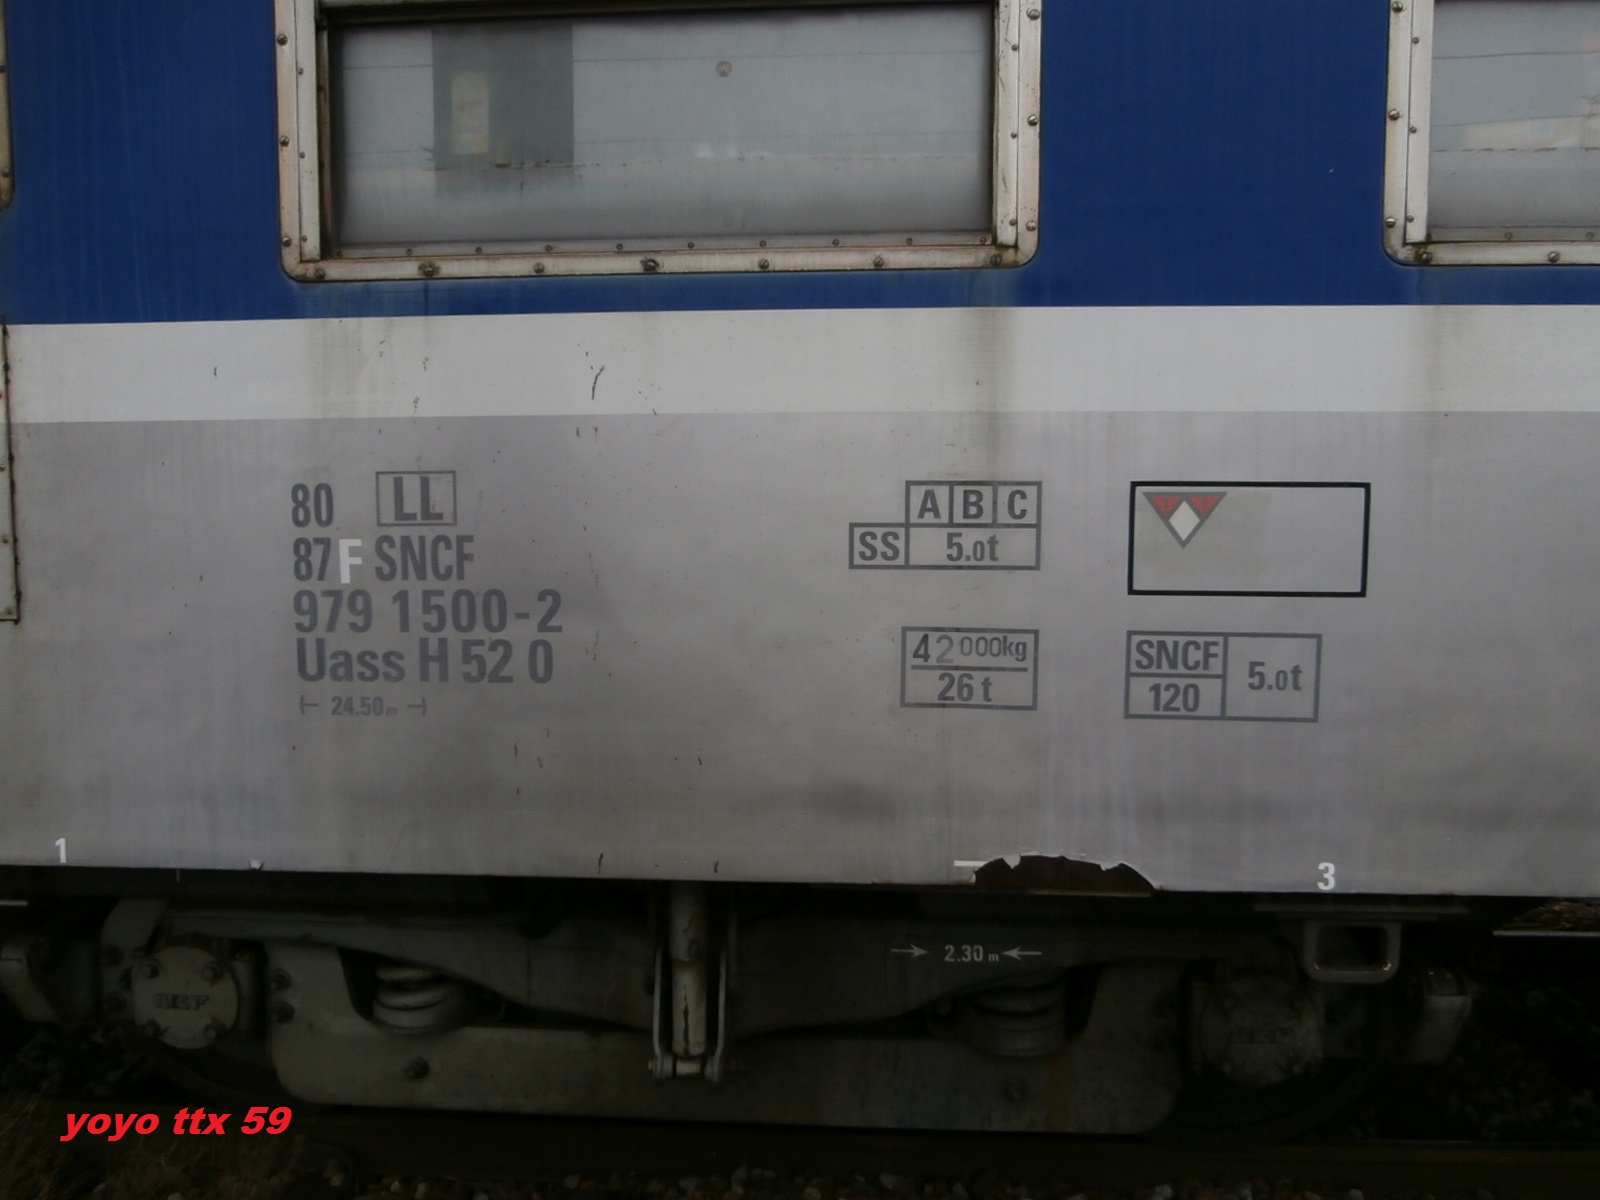 80 LL
87 F SNCF
979 1500-2
Uass H 52 0
24.50 m
A B C
SS 5.0t
42 000kg
26 t
SNCF 5.0t
120
1
3
2.30 m
yoyo ttx 59